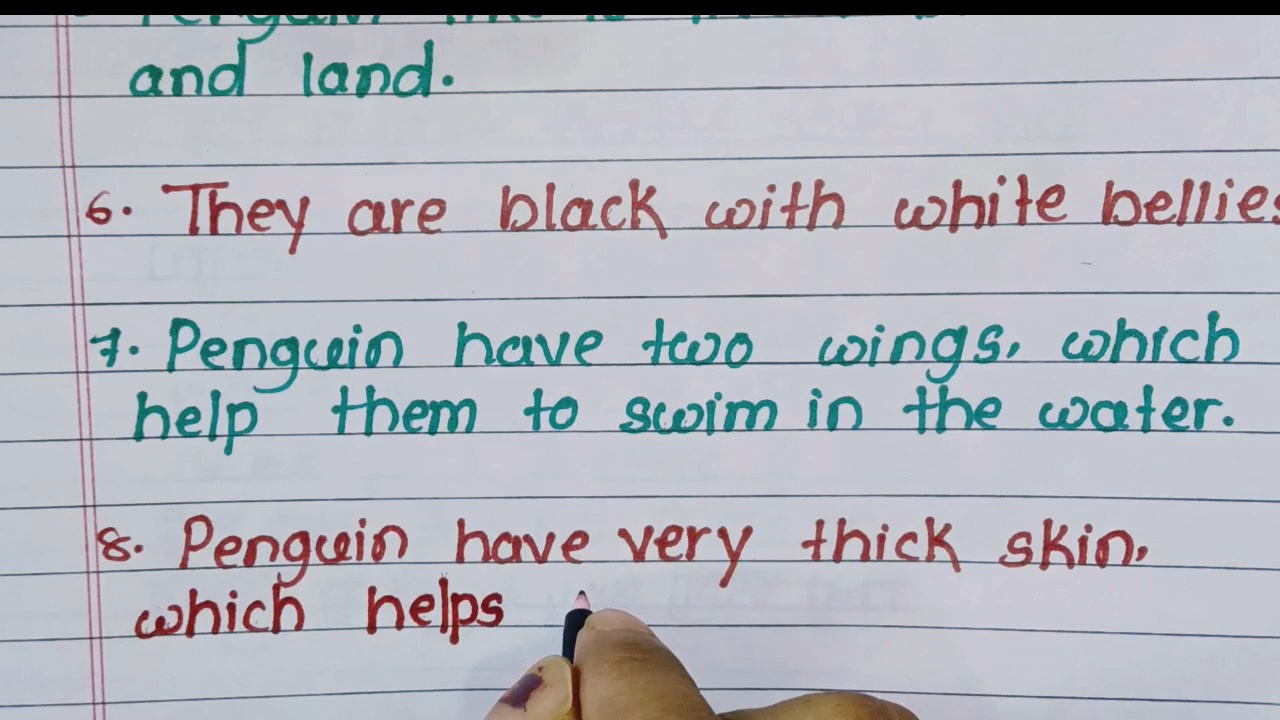 and land.
6. They are black with white bellies
7. Penguin have two wings, which
help them to swim in the water.
8. Penguin have very thick skin,
which helps